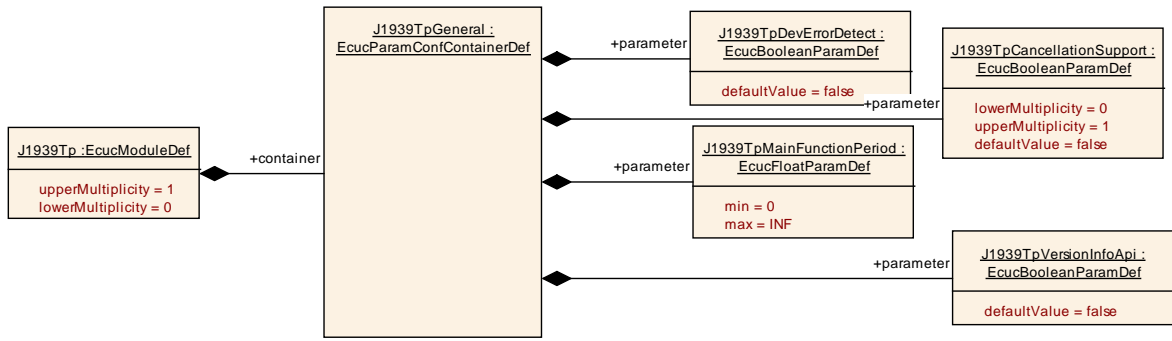 J1939TpGeneral :
EcucParamConfContainerDef
+parameter
J1939TpDevErrorDetect :
EcucBooleanParamDef
defaultValue = false
J1939TpCancellationSupport :
EcucBooleanParamDef
+parameter
lowerMultiplicity = 0
upperMultiplicity = 1
defaultValue = false
J1939Tp :EcucModuleDef
upperMultiplicity = 1
lowerMultiplicity = 0
+container
+parameter
J1939TpMainFunctionPeriod :
EcucFloatParamDef
min = 0
max = INF
+parameter
J1939TpVersionInfoApi :
EcucBooleanParamDef
defaultValue = false